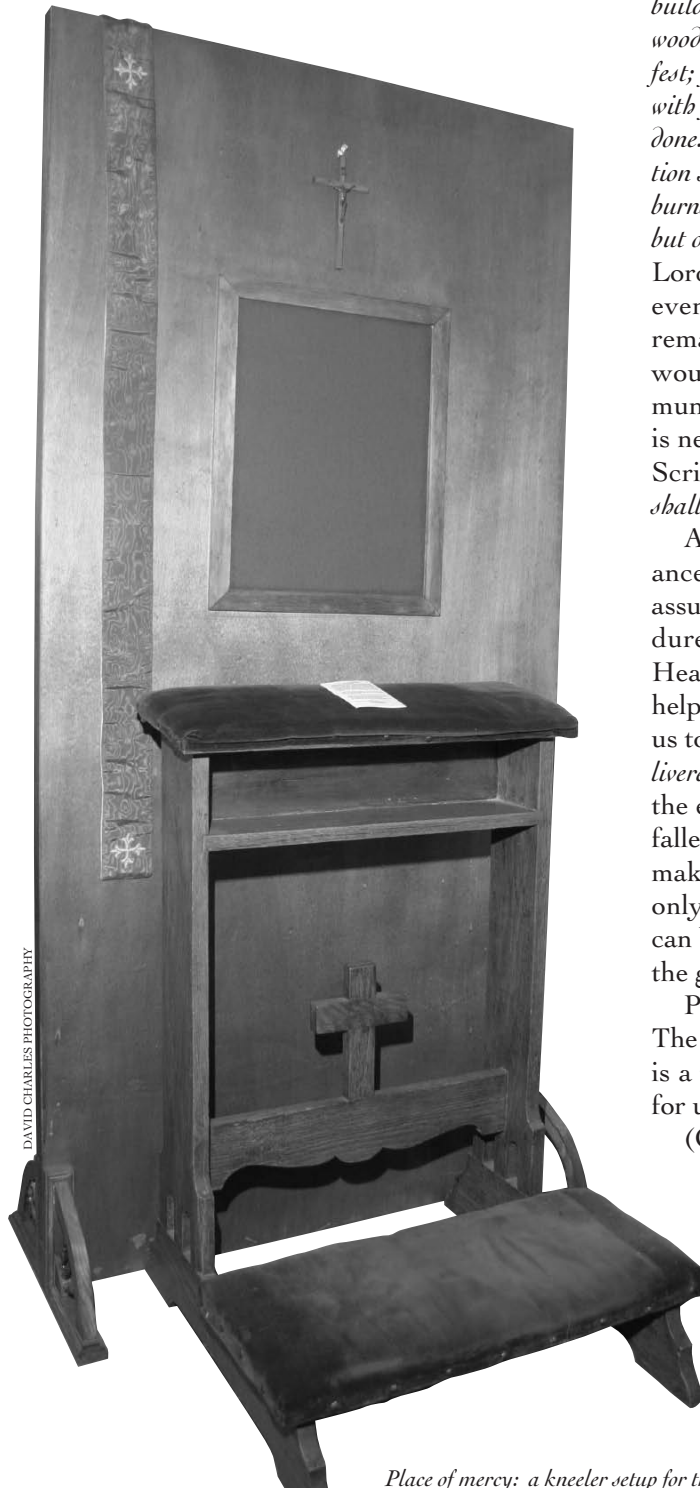 DAVID CHARLES PHOTOGRAPHY
build
wood
fest;
with
done.
tion
burn
but
Lord
ever
rema
wou
mun
is ne
Scri
shall
A
ance
assu
dure
Hea
help
us to
livere
the e
falle
mak
only
can
the g
P
The
is a
for u
Place of mercy: a kneeler setup for